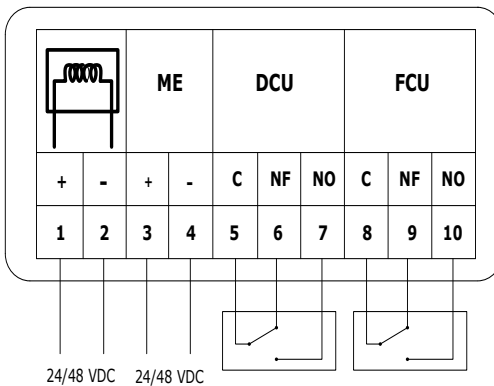 ME DCU FCU
+ - + - C NF NO C NF NO
1 2 3 4 5 6 7 8 9 10
24/48 VDC 24/48 VDC